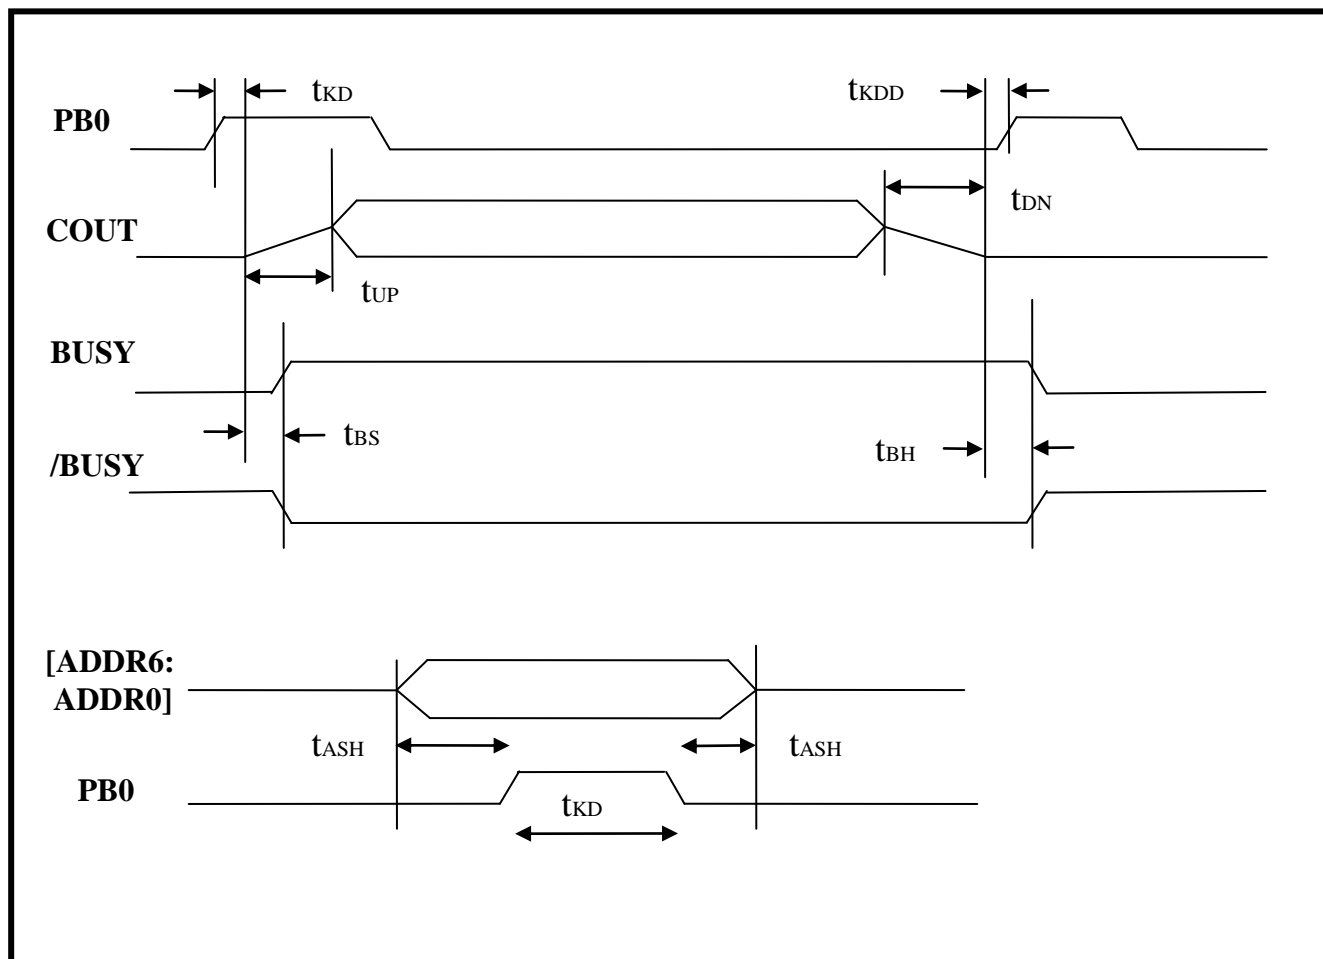 tKD
tKDD
PB0
tDN
COUT
tUP
BUSY
tBS
tBH
/BUSY
[ADDR6:
ADDR0]
tASH
tASH
PB0
tKD